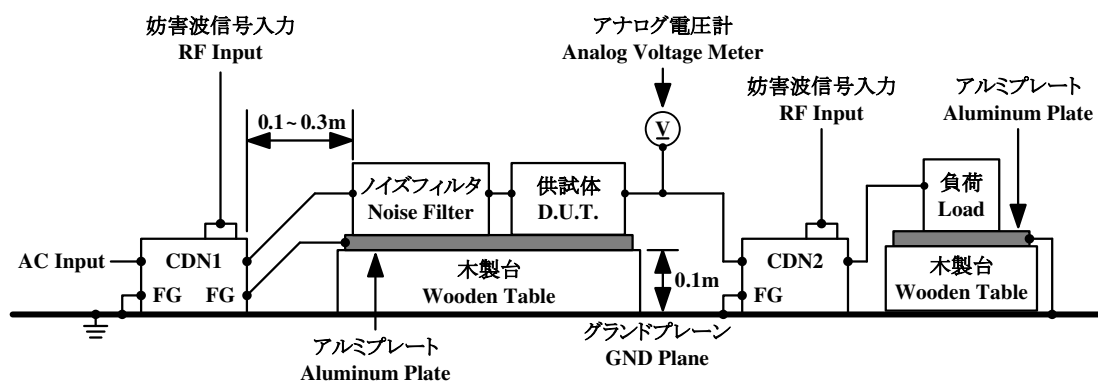 妨害波信号入力
RF Input
アナログ電圧計
Analog Voltage Meter
妨害波信号入力
RF Input
アルミプレート
Aluminum Plate
0.1~0.3m
V
ノイズフィルタ
Noise Filter
供試体
D.U.T.
負荷
Load
AC Input
CDN1
FG
FG
木製台
Wooden Table
0.1m
CDN2
FG
木製台
Wooden Table
アルミプレート
Aluminum Plate
グランドプレーン
GND Plane